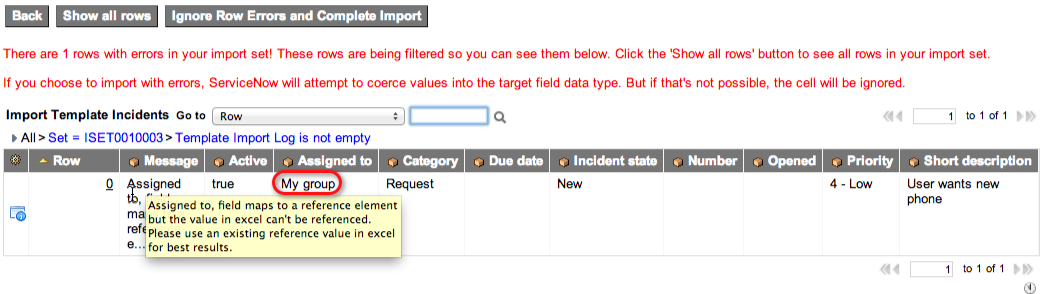 Back Show all rows Ignore Row Errors and Complete Import
There are 1 rows with errors in your import set! These rows are being filtered so you can see them below. Click the 'Show all rows' button to see all rows in your import set.
If you choose to import with errors, ServiceNow will attempt to coerce values into the target field data type. But if that's not possible, the cell will be ignored.
Import Template Incidents Go to Row 1 to 1 of 1
All > Set = ISET0010003 > Template Import Log is not empty
Row Message Active Assigned to Category Due date Incident state Number Opened Priority Short description
0 Assigned true My group Request New 4 - Low User wants new
to, phone
Assigned to, field maps to a reference element
ma but the value in excel can't be referenced.
refe Please use an existing reference value in excel
e... for best results.
1 to 1 of 1